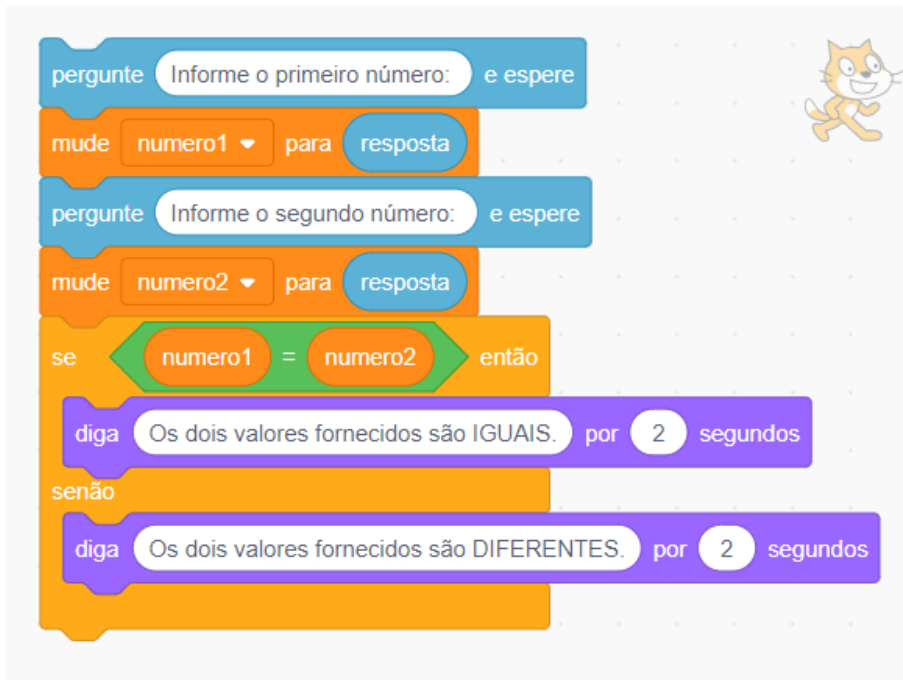 pergunte Informe o primeiro número: e espere
mude numero1 para resposta
pergunte Informe o segundo número: e espere
mude numero2 para resposta
se numero1 = numero2 então
diga Os dois valores fornecidos são IGUAIS. por 2 segundos
senão
diga Os dois valores fornecidos são DIFERENTES. por 2 segundos